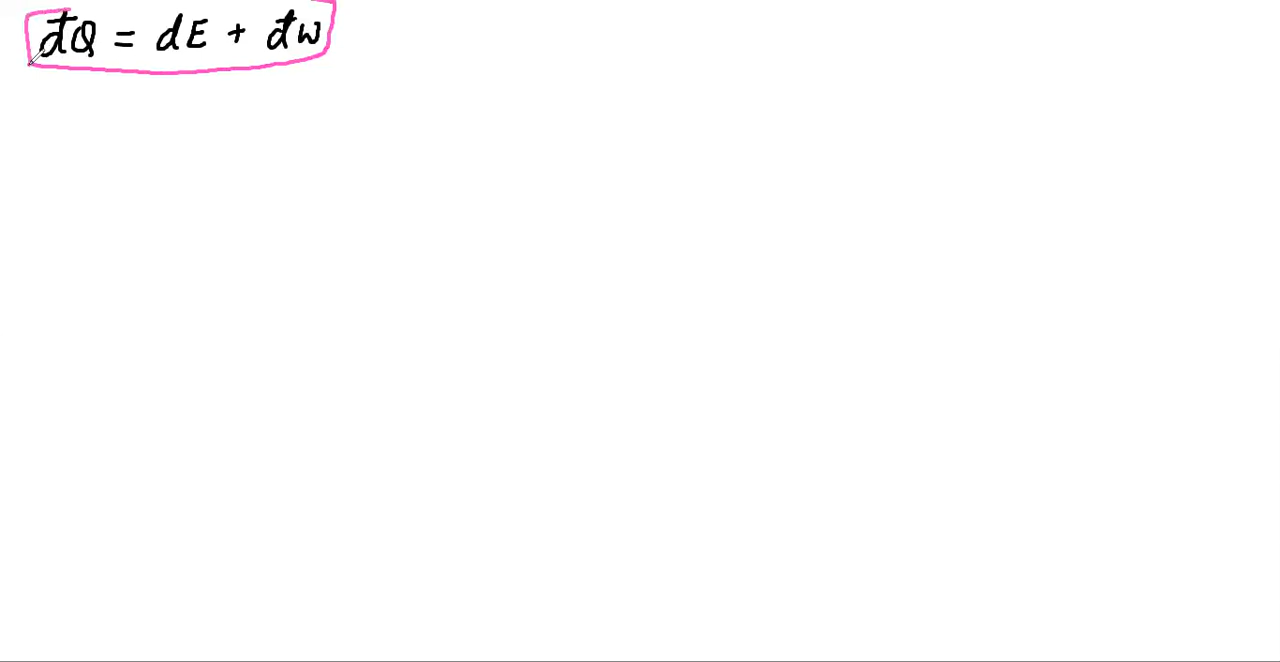 đQ = dE + đW